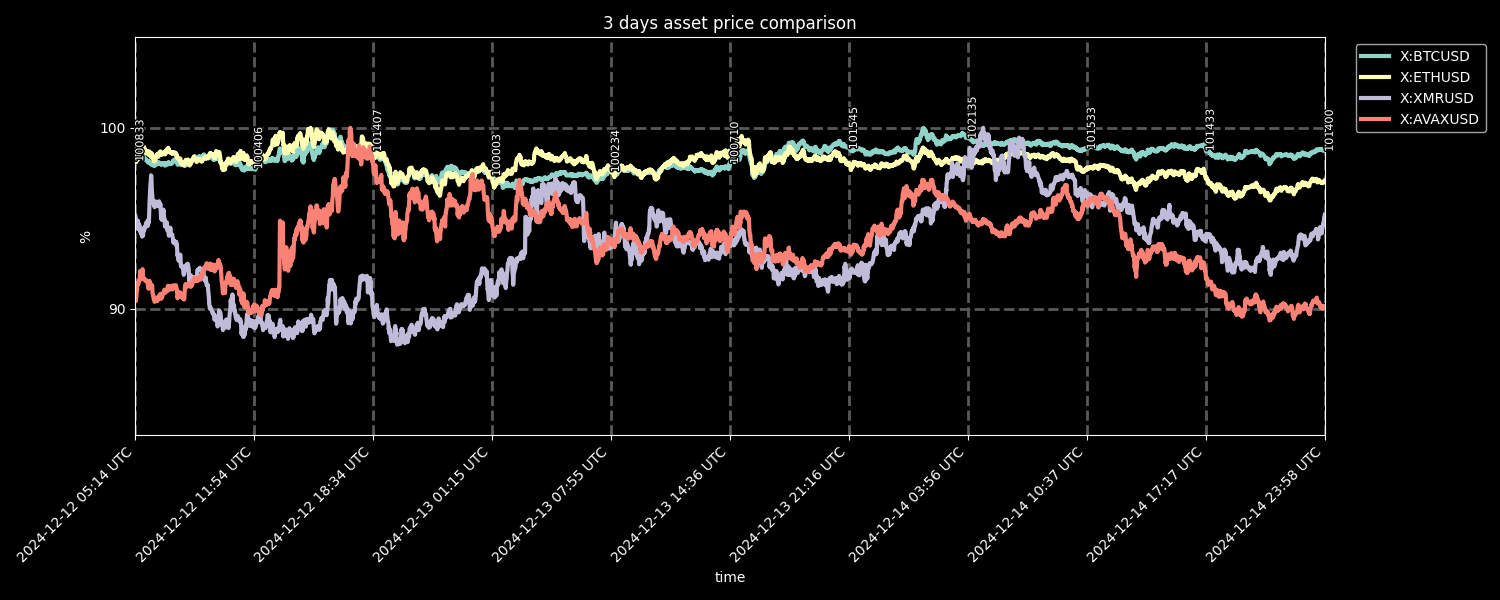 3 days asset price comparison
X:BTCUSD
X:ETHUSD
X:XMRUSD
X:AVAXUSD
100
90
%
100833
100406
101407
100003
100234
100710
101545
102135
101533
101433
101400
2024-12-12 05:14 UTC
2024-12-12 11:54 UTC
2024-12-12 18:34 UTC
2024-12-13 01:15 UTC
2024-12-13 07:55 UTC
2024-12-13 14:36 UTC
2024-12-13 21:16 UTC
2024-12-14 03:56 UTC
2024-12-14 10:37 UTC
2024-12-14 17:17 UTC
2024-12-14 23:58 UTC
time